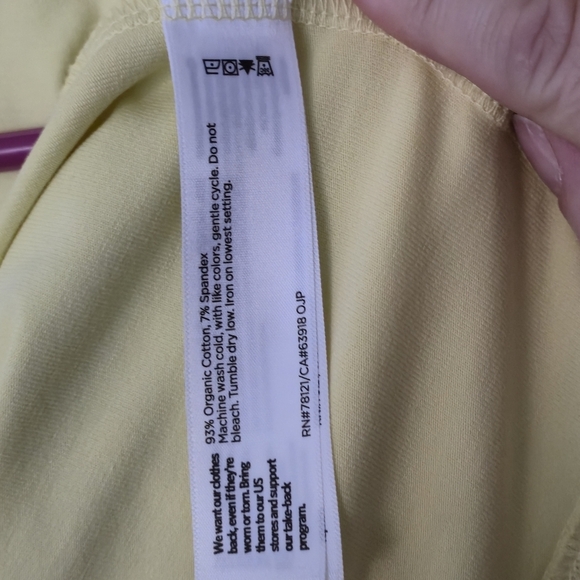 93% Organic Cotton, 7% Spandex
Machine wash cold, with like colors, gentle cycle. Do not
bleach. Tumble dry low. Iron on lowest setting.
RN#78121/CA#63918 OJP
We want our clothes
back, even if they're
worn or torn. Bring
them to our US
stores and support
our take-back
program.